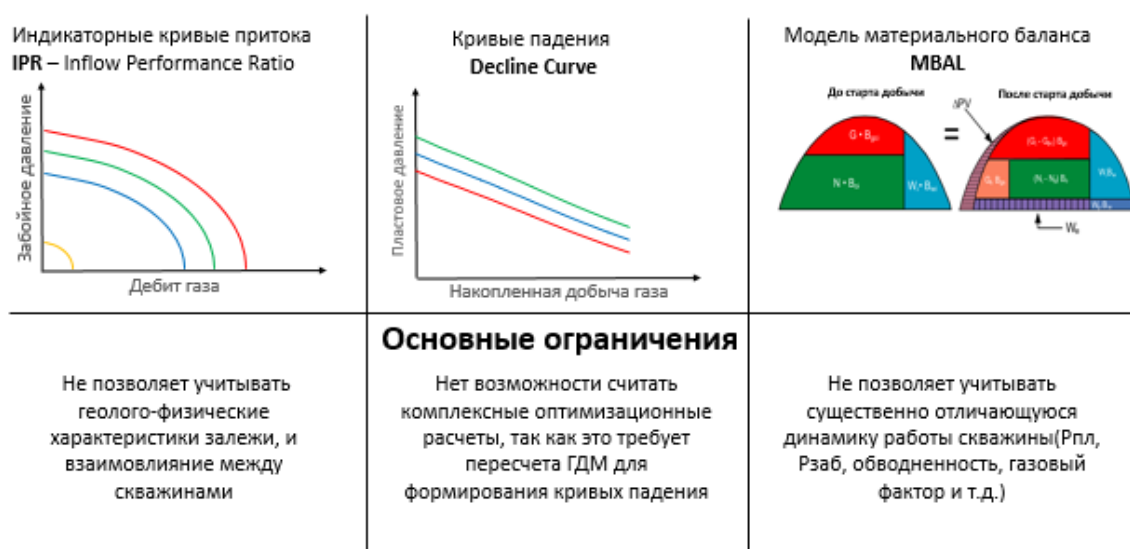 Индикаторные кривые притока
IPR – Inflow Performance Ratio
Забойное давление
Дебит газа
Кривые падения
Decline Curve
Пластовое давление
Накопленная добыча газа
Модель материального баланса
MBAL
До старта добычи
После старта добычи
ΔPV
=
Основные ограничения
Не позволяет учитывать
геолого-физические
характеристики залежи, и
взаимовлияние между
скважинами
Нет возможности считать
комплексные оптимизационные
расчеты, так как это требует
пересчета ГДМ для
формирования кривых падения
Не позволяет учитывать
существенно отличающуюся
динамику работы скважины(Рпл,
Рзаб, обводненность, газовый
фактор и т.д.)